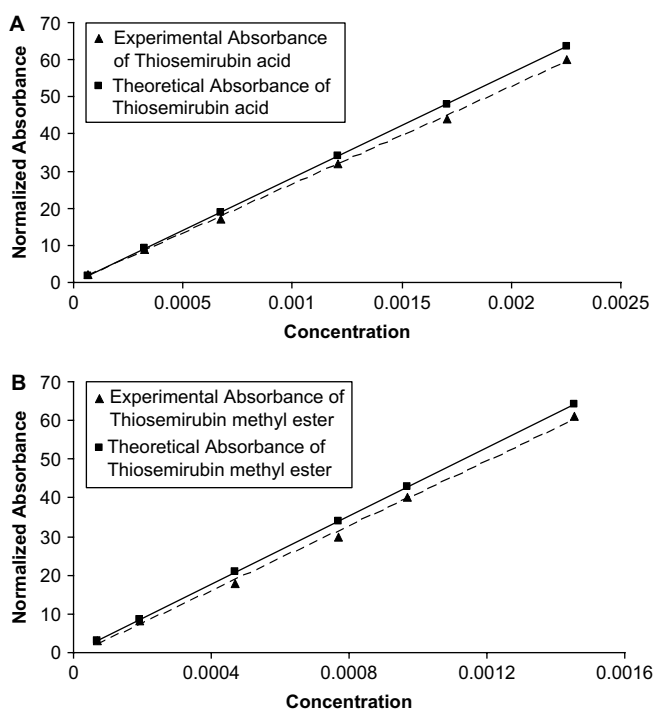 A
70
60
50
40
30
20
10
0
Normalized Absorbance
Experimental Absorbance
of Thiosemirubin acid
Theoretical Absorbance of
Thiosemirubin acid
0 0.0005 0.001 0.0015 0.002 0.0025
Concentration
B
70
60
50
40
30
20
10
0
Normalized Absorbance
Experimental Absorbance of
Thiosemirubin methyl ester
Theoretical Absorbance of
Thiosemirubin methyl ester
0 0.0004 0.0008 0.0012 0.0016
Concentration